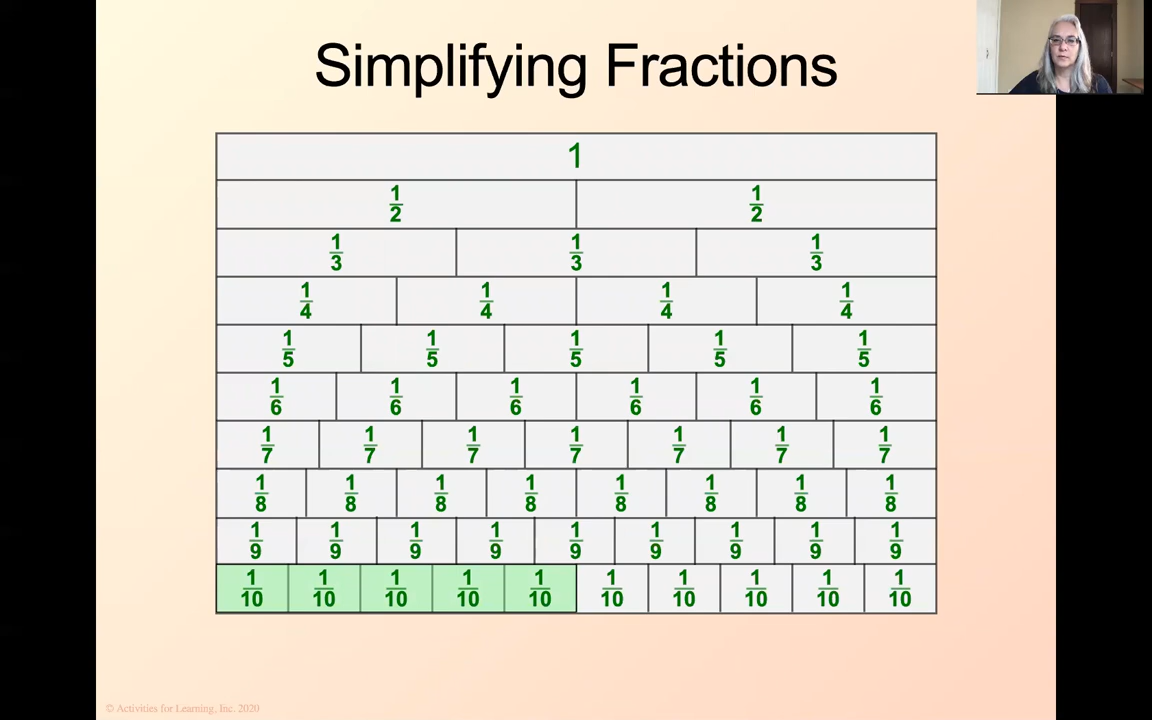 Simplifying Fractions
1
1/2 1/2
1/3 1/3 1/3
1/4 1/4 1/4 1/4
1/5 1/5 1/5 1/5 1/5
1/6 1/6 1/6 1/6 1/6 1/6
1/7 1/7 1/7 1/7 1/7 1/7 1/7
1/8 1/8 1/8 1/8 1/8 1/8 1/8 1/8
1/9 1/9 1/9 1/9 1/9 1/9 1/9 1/9 1/9
1/10 1/10 1/10 1/10 1/10 1/10 1/10 1/10 1/10 1/10
© Activities for Learning, Inc. 2020